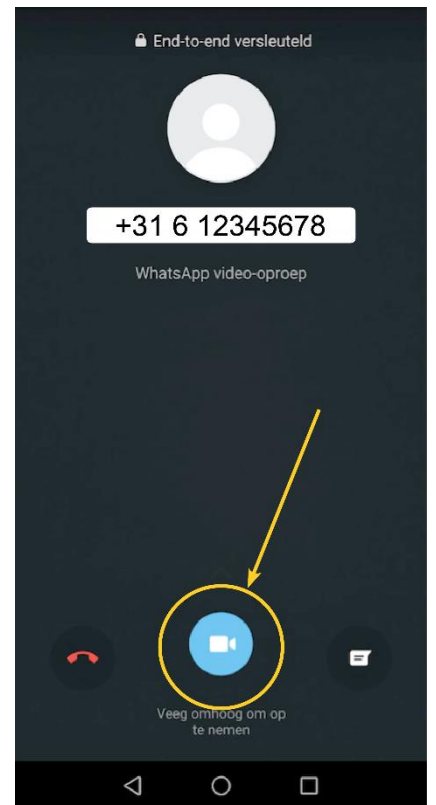 End-to-end versleuteld
+31 6 12345678
WhatsApp video-oproep
Veeg omhoog om op
te nemen